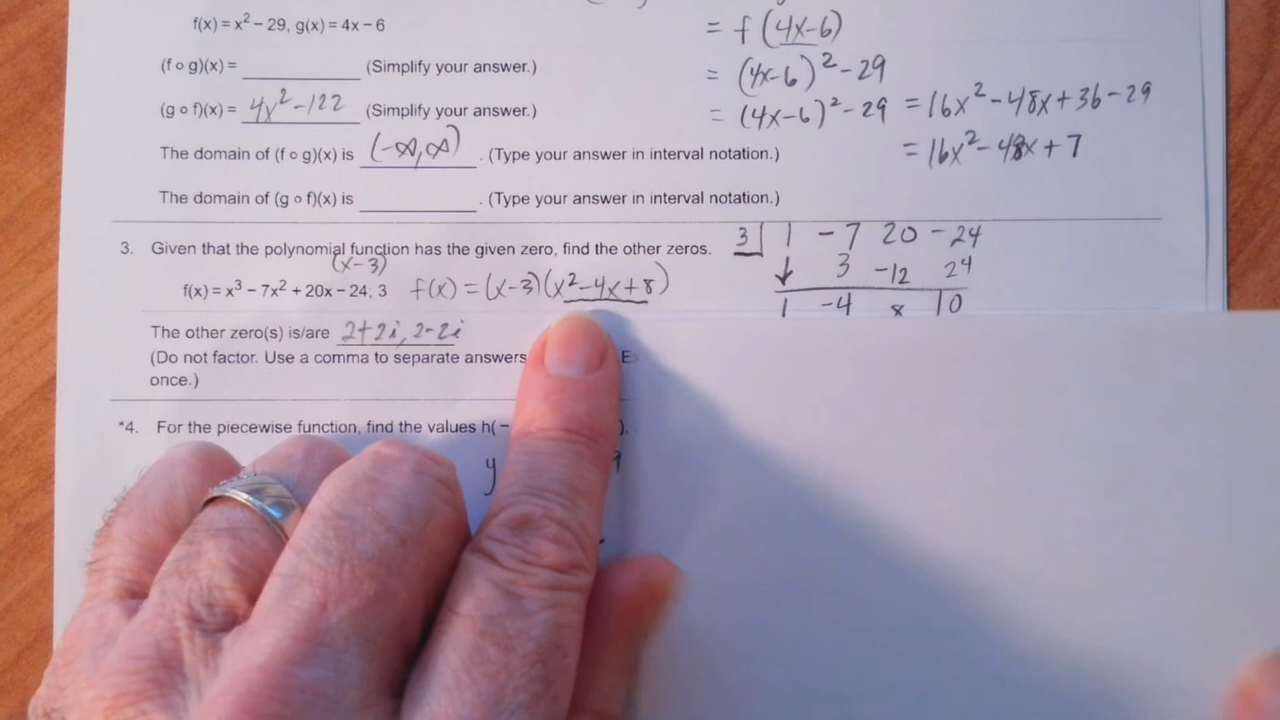 f(x) = x² − 29, g(x) = 4x − 6
= f(4x-6)
(f o g)(x) = ________ (Simplify your answer.)
= (4x-6)² - 29
(g o f)(x) = 4x² - 122 (Simplify your answer.)
= (4x-6)² - 29 = 16x² - 48x + 36 - 29
The domain of (f o g)(x) is (-∞,∞) . (Type your answer in interval notation.)
= 16x² - 48x + 7
The domain of (g o f)(x) is ________ . (Type your answer in interval notation.)
3. Given that the polynomial function has the given zero, find the other zeros.
3| 1 -7 20 -24
(x-3)
↓ 3 -12 24
f(x) = x³ − 7x² + 20x − 24; 3 f(x) = (x-3)(x²-4x+8)
1 -4 8 |0
The other zero(s) is/are 2+2i, 2-2i
(Do not factor. Use a comma to separate answers E
once.)
*4. For the piecewise function, find the values h(− ).
y